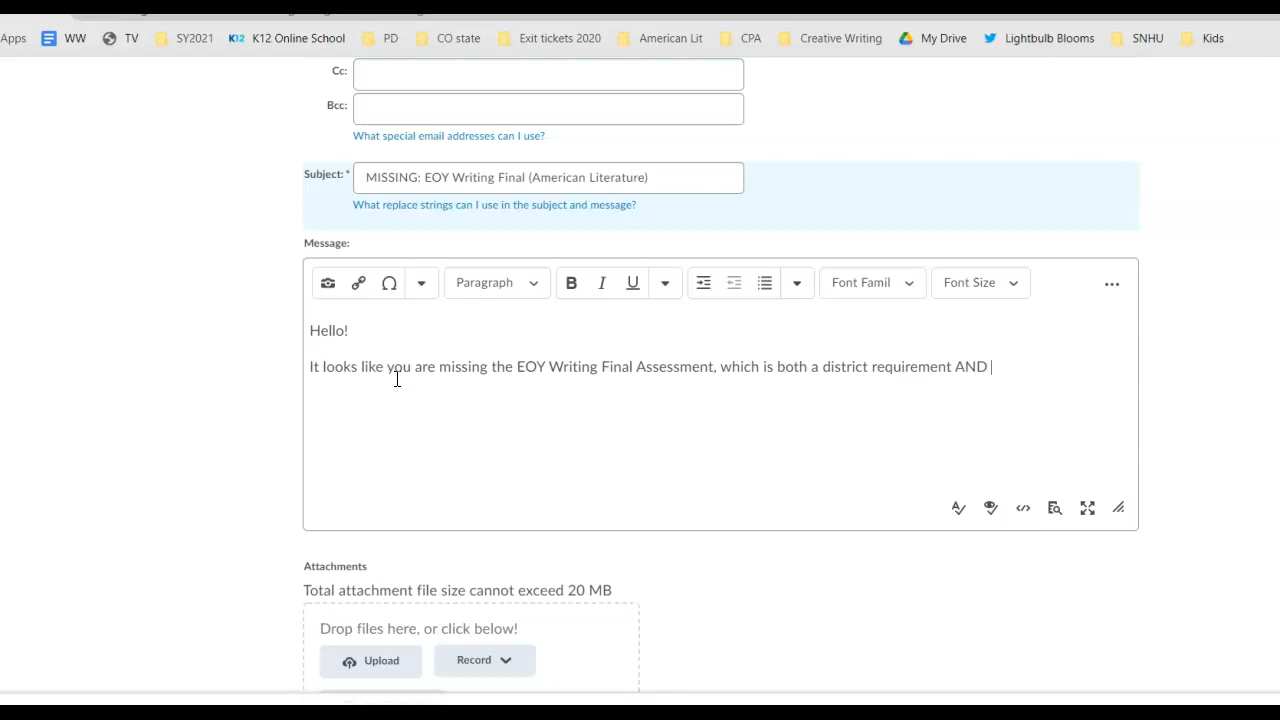 Apps WW TV SY2021 K12 K12 Online School PD CO state Exit tickets 2020 American Lit CPA Creative Writing My Drive Lightbulb Blooms SNHU Kids
Cc:
Bcc:
What special email addresses can I use?
Subject: * MISSING: EOY Writing Final (American Literature)
What replace strings can I use in the subject and message?
Message:
Paragraph B I U Font Famil Font Size
Hello!
It looks like you are missing the EOY Writing Final Assessment, which is both a district requirement AND
Attachments
Total attachment file size cannot exceed 20 MB
Drop files here, or click below!
Upload Record